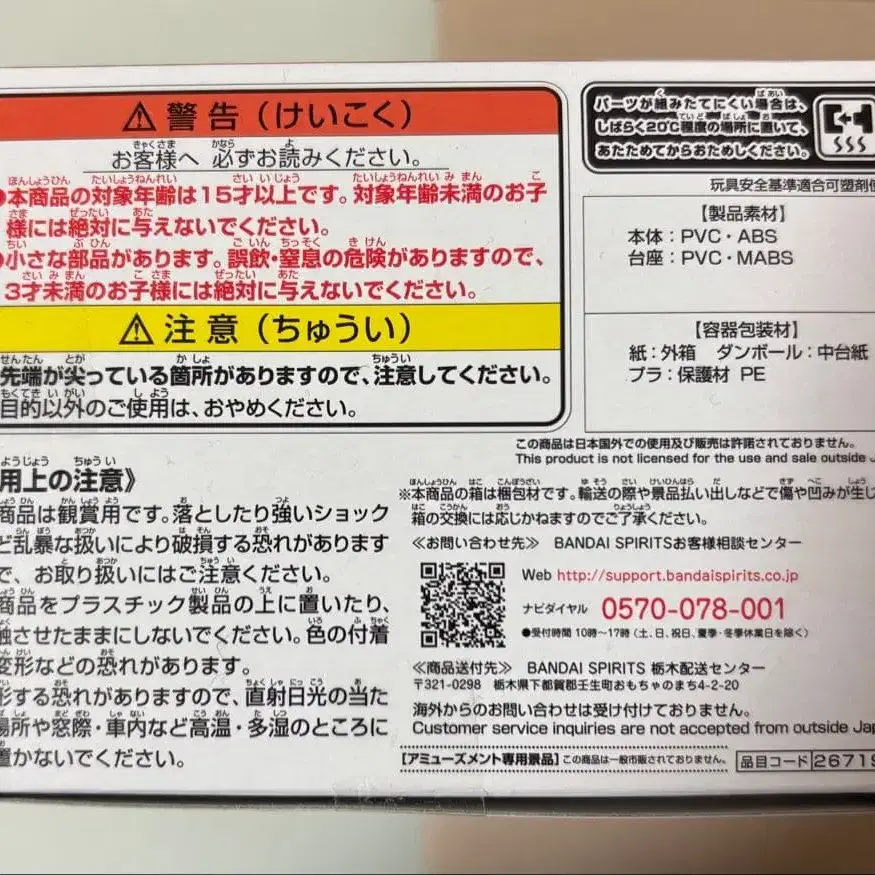 ⚠警告（けいこく）
お客様へ 必ずお読みください。
●本商品の対象年齢は15才以上です。対象年齢未満のお子
様には絶対に与えないでください。
●小さな部品があります。誤飲・窒息の危険がありますので、
3才未満のお子様には絶対に与えないでください。
⚠注意（ちゅうい）
先端が尖っている箇所がありますので、注意してください。
目的以外のご使用は、おやめください。
用上の注意》
商品は観賞用です。落としたり強いショック
ど乱暴な扱いにより破損する恐れがあります
で、お取り扱いにはご注意ください。
商品をプラスチック製品の上に置いたり、
触させたままにしないでください。色の付着
変形などの恐れがあります。
形する恐れがありますので、直射日光の当た
場所や窓際・車内など高温・多湿のところに
置かないでください。
パーツが組みたてにくい場合は、
しばらく20℃程度の場所に置いて、
あたためてからおためしください。
玩具安全基準適合可塑剤使
【製品素材】
本体：PVC・ABS
台座：PVC・MABS
【容器包装材】
紙：外箱 ダンボール：中台紙
プラ：保護材 PE
この商品は日本国外での使用及び販売は許諾されておりません。
This product is not licensed for the use and sale outside J
※本商品の箱は梱包材です。輸送の際や景品払い出しなどで傷や凹みが生じ
箱の交換には応じかねますのでご了承ください。
≪お問い合わせ先≫ BANDAI SPIRITSお客様相談センター
Web http://support.bandaispirits.co.jp
ナビダイヤル 0570-078-001
●受付時間 10時〜17時（土、日、祝日、夏季・冬季休業日を除く）
≪商品送付先≫ BANDAI SPIRITS 栃木配送センター
〒321-0298 栃木県下都賀郡壬生町おもちゃのまち4-2-20
海外からのお問い合わせは受け付けておりません。
Customer service inquiries are not accepted from outside Jap
［アミューズメント専用景品］この商品は一般市販されておりません。
品目コード 26719